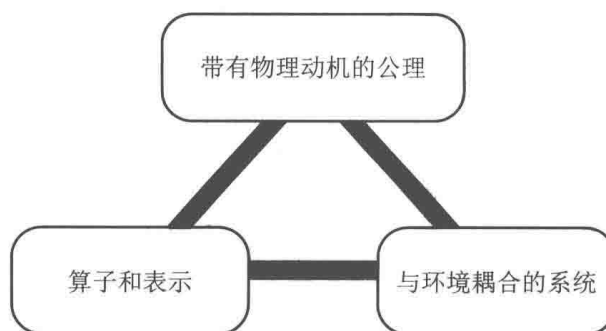 带有物理动机的公理
算子和表示
与环境耦合的系统